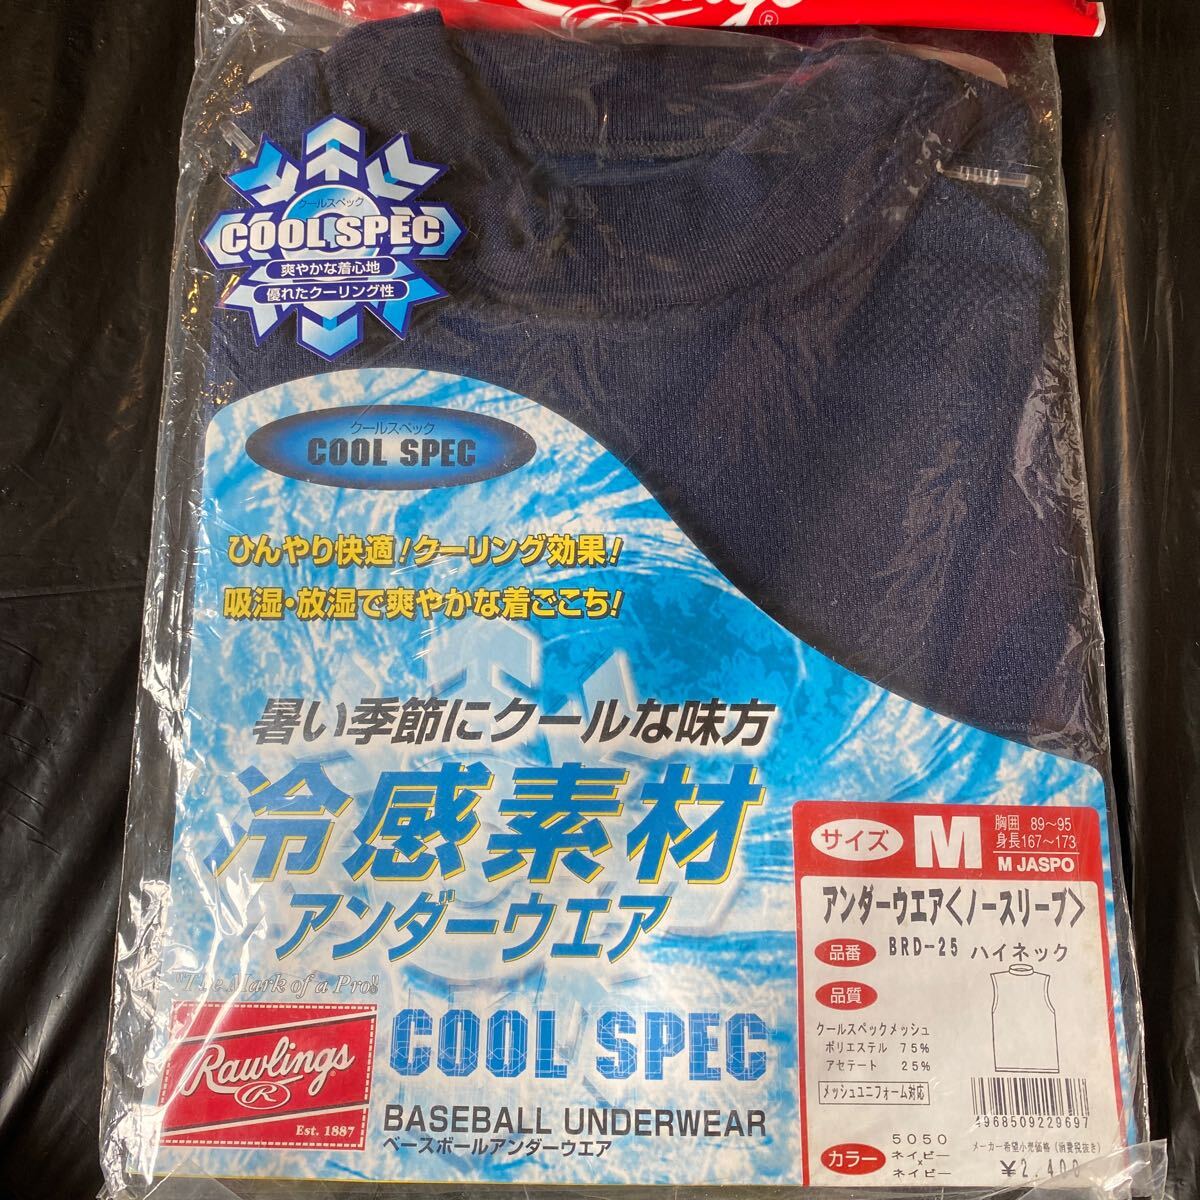 ®
クールスペック
COOL SPEC
爽やかな着心地
優れたクーリング性
クールスペック
COOL SPEC
ひんやり快適!クーリング効果!
吸湿・放湿で爽やかな着ごこち!
暑い季節にクールな味方
冷感素材
アンダーウエア
"The Mark of a Pro!!
Rawlings
®
Est. 1887
COOL SPEC
BASEBALL UNDERWEAR
ベースボールアンダーウエア
サイズ M 胸囲 89〜95
身長167〜173
M JASPO
アンダーウエア<ノースリーブ>
品番 BRD-25 ハイネック
品質
クールスペックメッシュ
ポリエステル 75%
アセテート 25%
メッシュユニフォーム対応
4968509229697
カラー 5050
ネイビー
×
ネイビー
メーカー希望小売価格(消費税抜き)
¥2,400